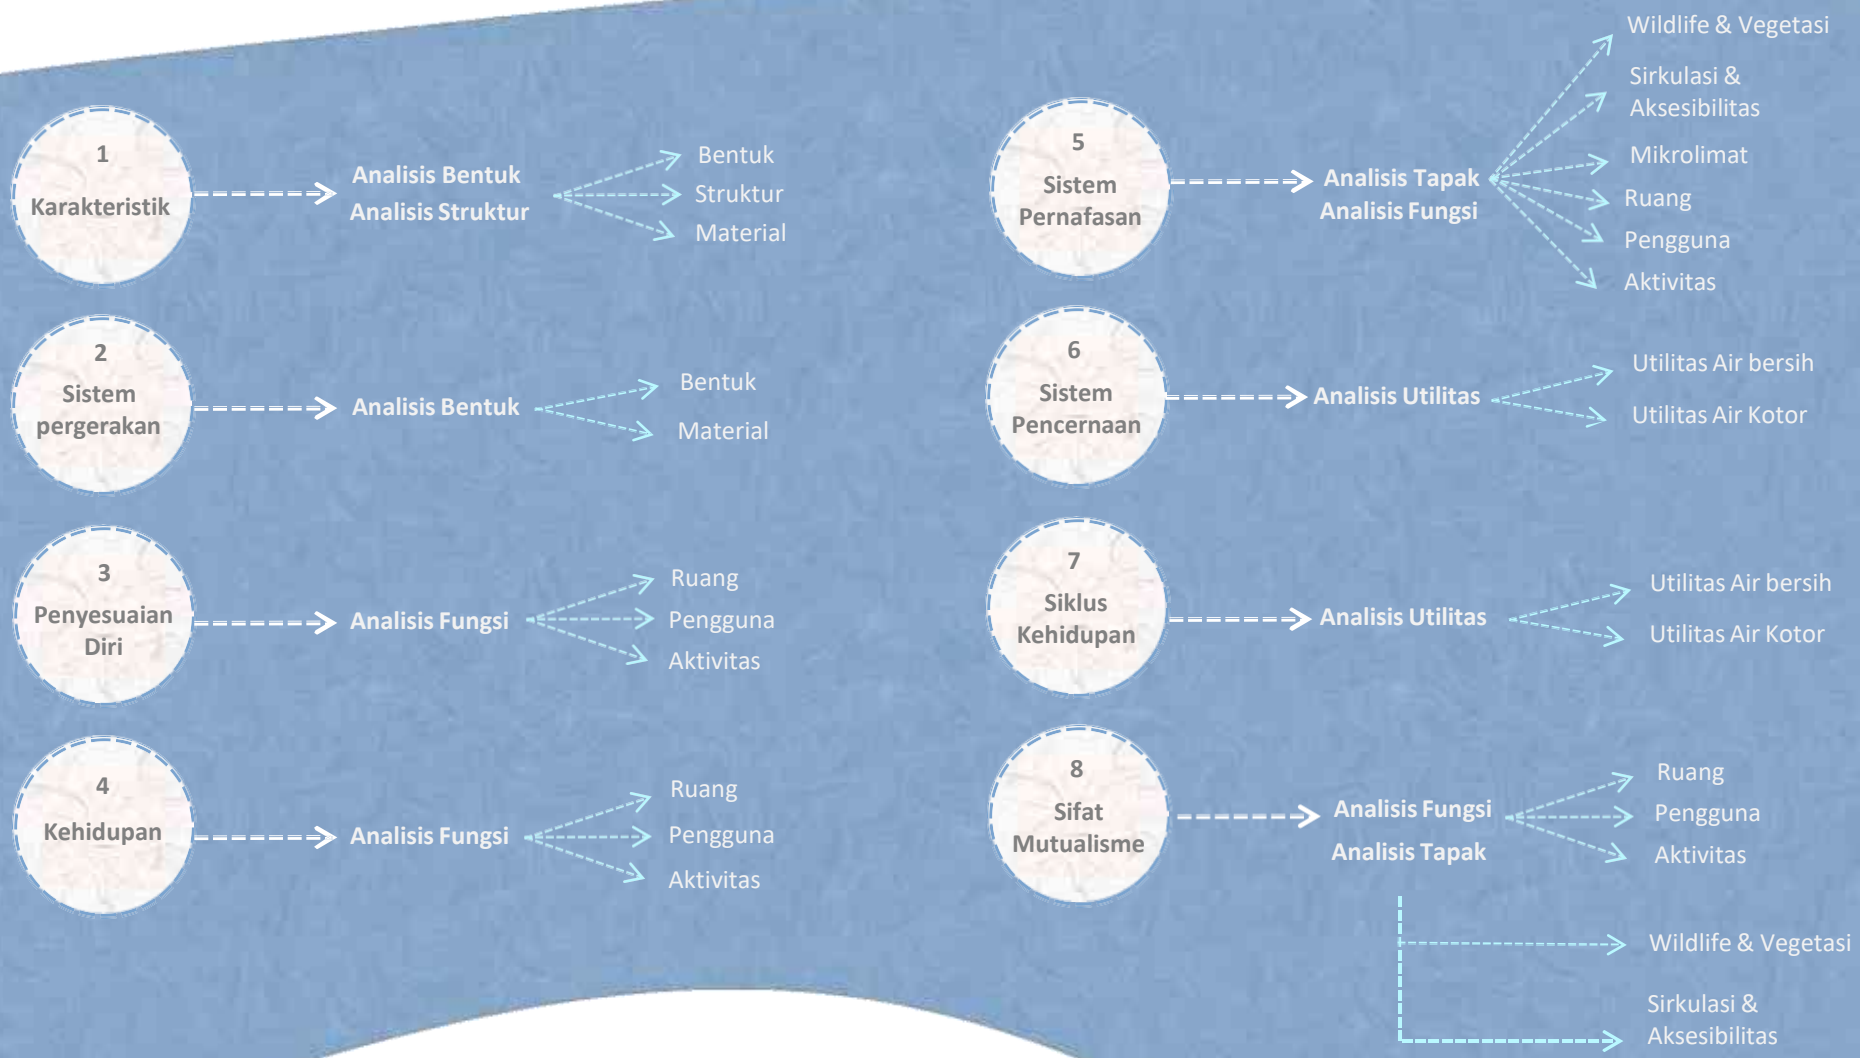 1
Karakteristik
Analisis Bentuk
Analisis Struktur
Bentuk
Struktur
Material
2
Sistem
pergerakan
Analisis Bentuk
Bentuk
Material
3
Penyesuaian
Diri
Analisis Fungsi
Ruang
Pengguna
Aktivitas
4
Kehidupan
Analisis Fungsi
Ruang
Pengguna
Aktivitas
5
Sistem
Pernafasan
Analisis Tapak
Analisis Fungsi
Wildlife & Vegetasi
Sirkulasi &
Aksesibilitas
Mikrolimat
Ruang
Pengguna
Aktivitas
6
Sistem
Pencernaan
Analisis Utilitas
Utilitas Air bersih
Utilitas Air Kotor
7
Siklus
Kehidupan
Analisis Utilitas
Utilitas Air bersih
Utilitas Air Kotor
8
Sifat
Mutualisme
Analisis Fungsi
Analisis Tapak
Ruang
Pengguna
Aktivitas
Wildlife & Vegetasi
Sirkulasi &
Aksesibilitas